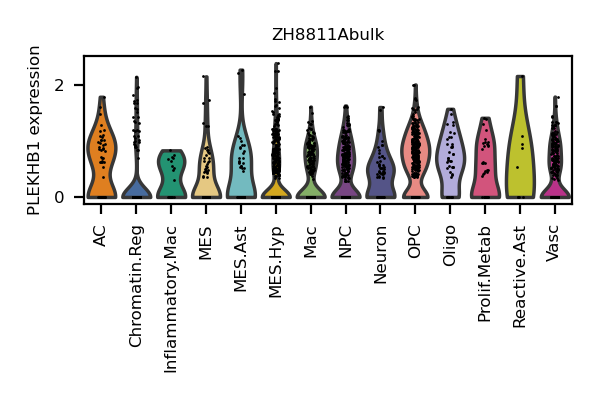 ZH8811Abulk
PLEKHB1 expression
2
0
AC
Chromatin.Reg
Inflammatory.Mac
MES
MES.Ast
MES.Hyp
Mac
NPC
Neuron
OPC
Oligo
Prolif.Metab
Reactive.Ast
Vasc